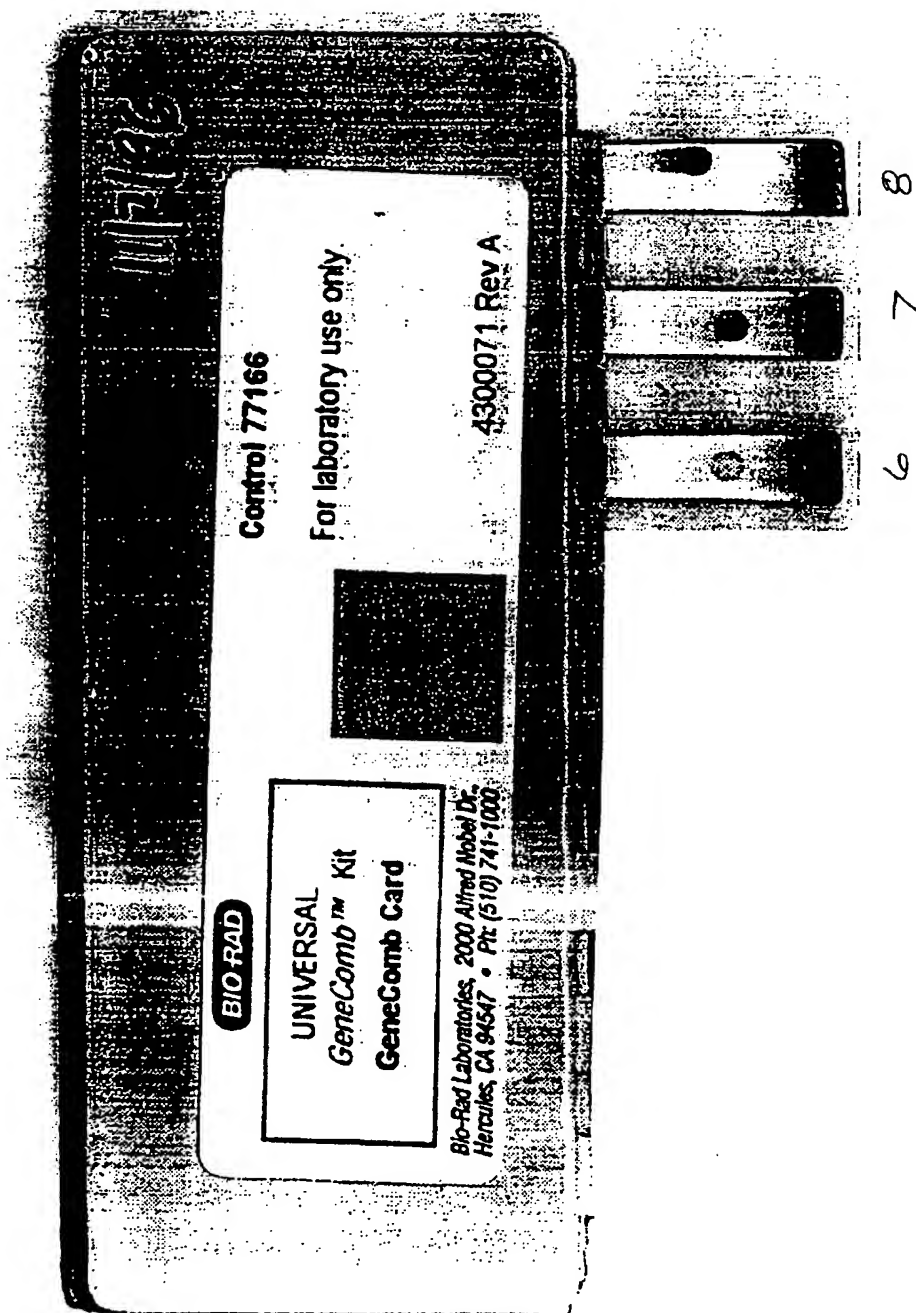 BIO-RAD
UNIVERSAL
GeneComb™ Kit
GeneComb Card
Bio-Rad Laboratories, 2000 Alfred Nobel Dr.,
Hercules, CA 94547 • Ph: (510) 741-1000
Control 77166
For laboratory use only.
4300071 Rev A
6 7 8